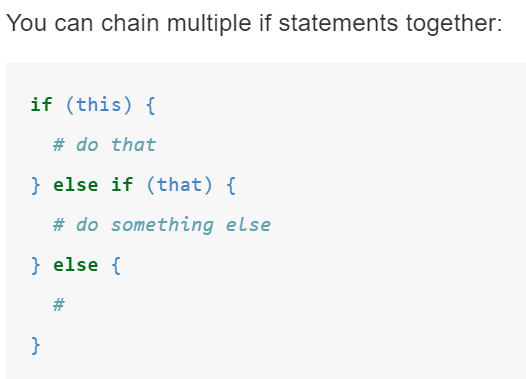 You can chain multiple if statements together:
if (this) {
  # do that
} else if (that) {
  # do something else
} else {
  #
}